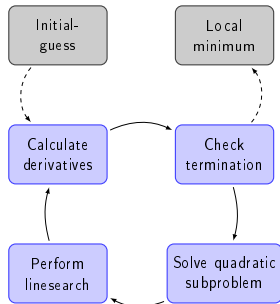 Initial-
guess
Local
minimum
Calculate
derivatives
Check
termination
Perform
linesearch
Solve quadratic
subproblem